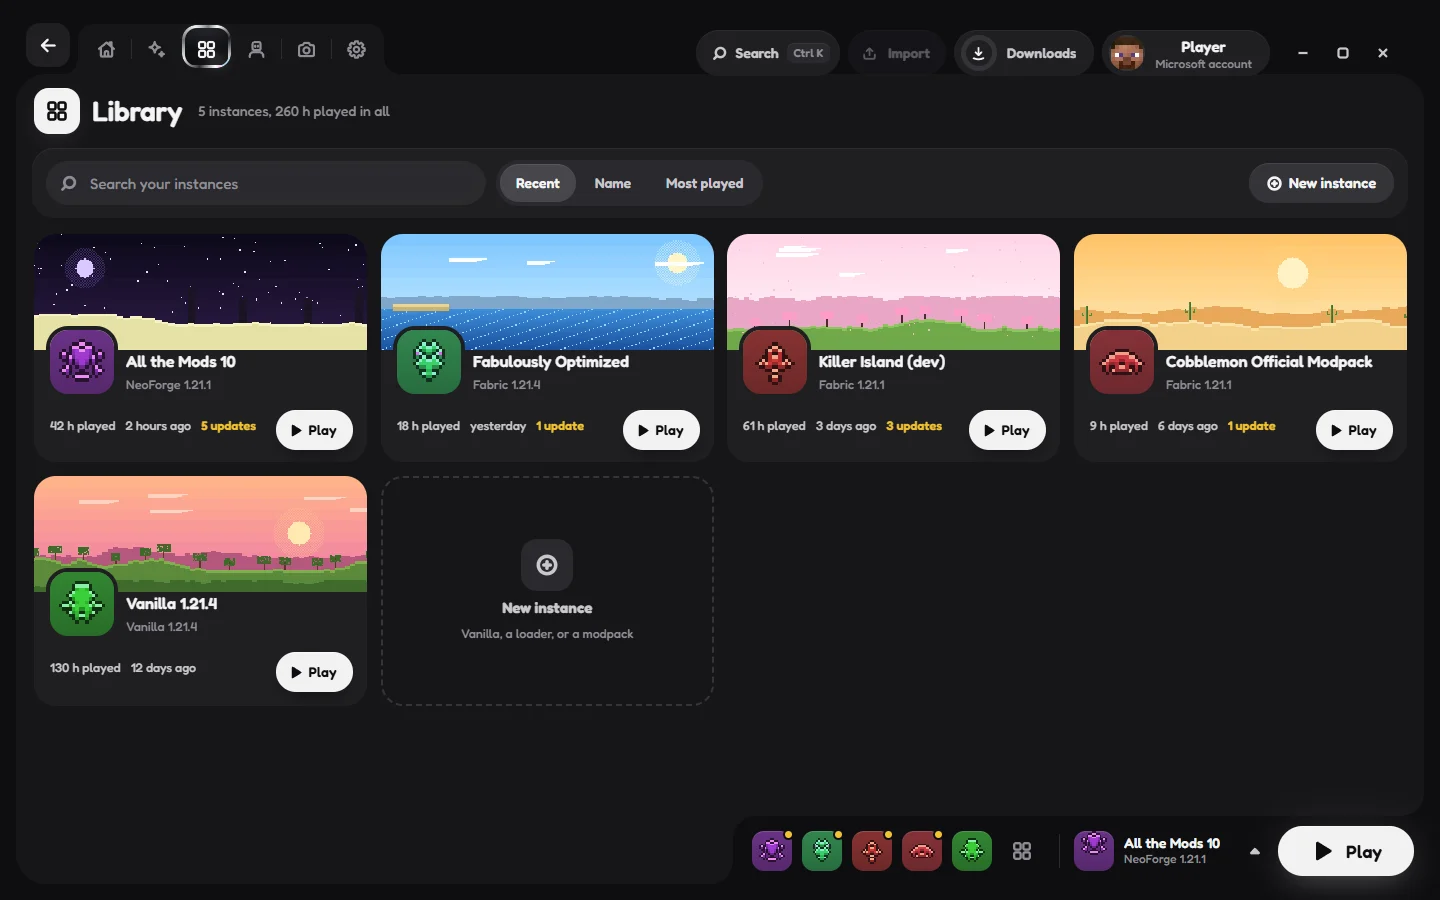 Search Ctrl K
Import
Downloads
Player
Microsoft account
Library
5 instances, 260 h played in all
Search your instances
Recent
Name
Most played
New instance
All the Mods 10
NeoForge 1.21.1
42 h played 2 hours ago 5 updates
Play
Fabulously Optimized
Fabric 1.21.4
18 h played yesterday 1 update
Play
Killer Island (dev)
Fabric 1.21.1
61 h played 3 days ago 3 updates
Play
Cobblemon Official Modpack
Fabric 1.21.1
9 h played 6 days ago 1 update
Play
Vanilla 1.21.4
Vanilla 1.21.4
130 h played 12 days ago
Play
New instance
Vanilla, a loader, or a modpack
All the Mods 10
NeoForge 1.21.1
Play